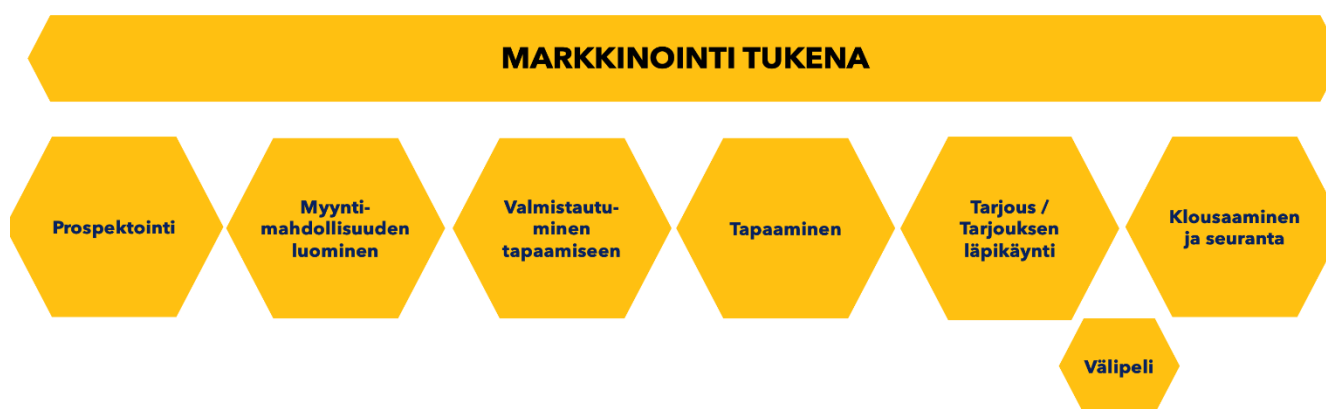 MARKKINOINTI TUKENA
Prospektointi
Myynti-
mahdollisuuden
luominen
Valmistautu-
minen
tapaamiseen
Tapaaminen
Tarjous /
Tarjouksen
läpikäynti
Klousaaminen
ja seuranta
Välipeli